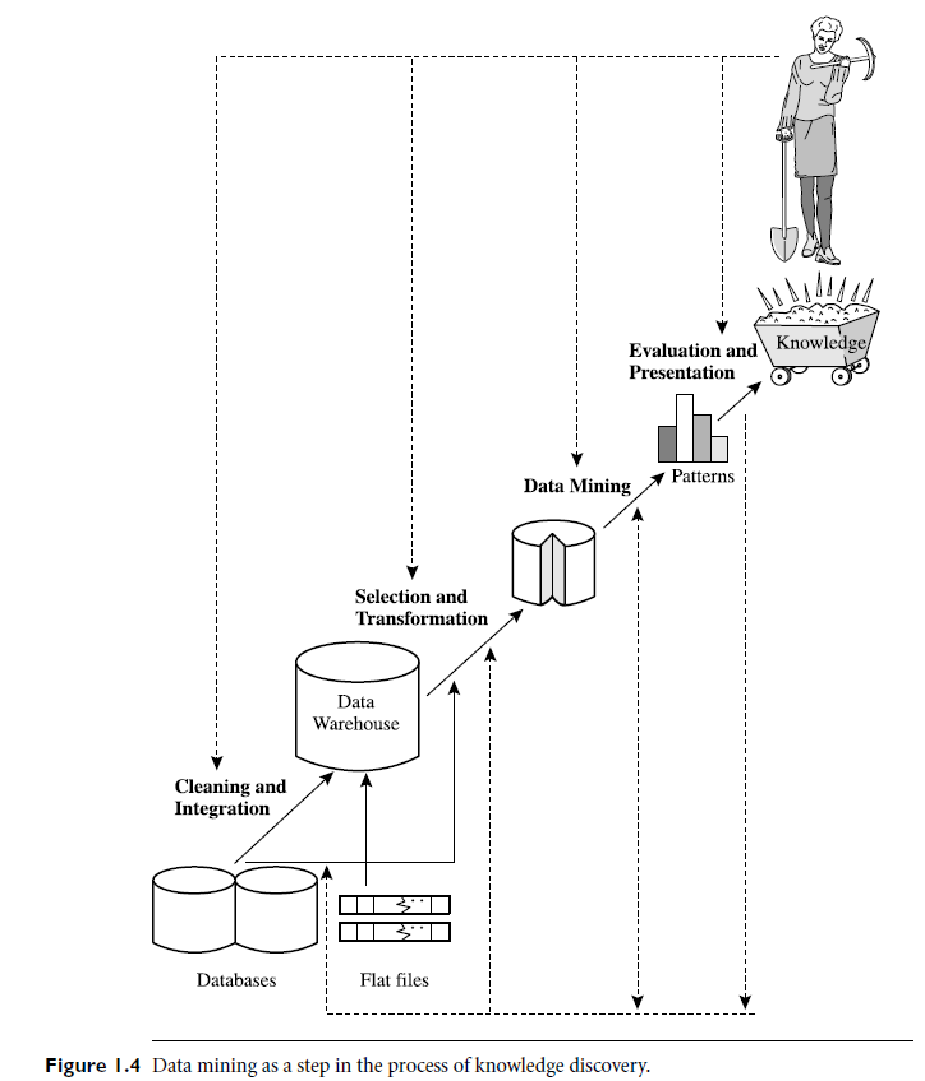 Knowledge
Evaluation and
Presentation
Patterns
Data Mining
Selection and
Transformation
Data
Warehouse
Cleaning and
Integration
Databases
Flat files
Figure 1.4 Data mining as a step in the process of knowledge discovery.